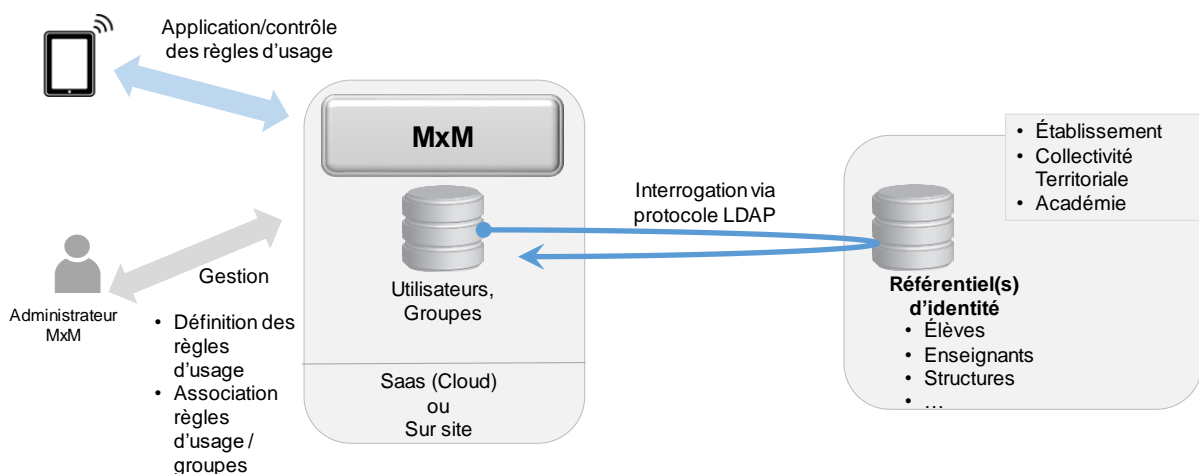 Application/contrôle
des règles d'usage
MxM
Établissement
Collectivité
Territoriale
Académie
Interrogation via
protocole LDAP
Gestion
Administrateur
MxM
• Définition des
règles
d'usage
• Association
règles
d'usage /
groupes
Utilisateurs,
Groupes
Saas (Cloud)
ou
Sur site
Référentiel(s)
d'identité
• Élèves
• Enseignants
• Structures
• ...